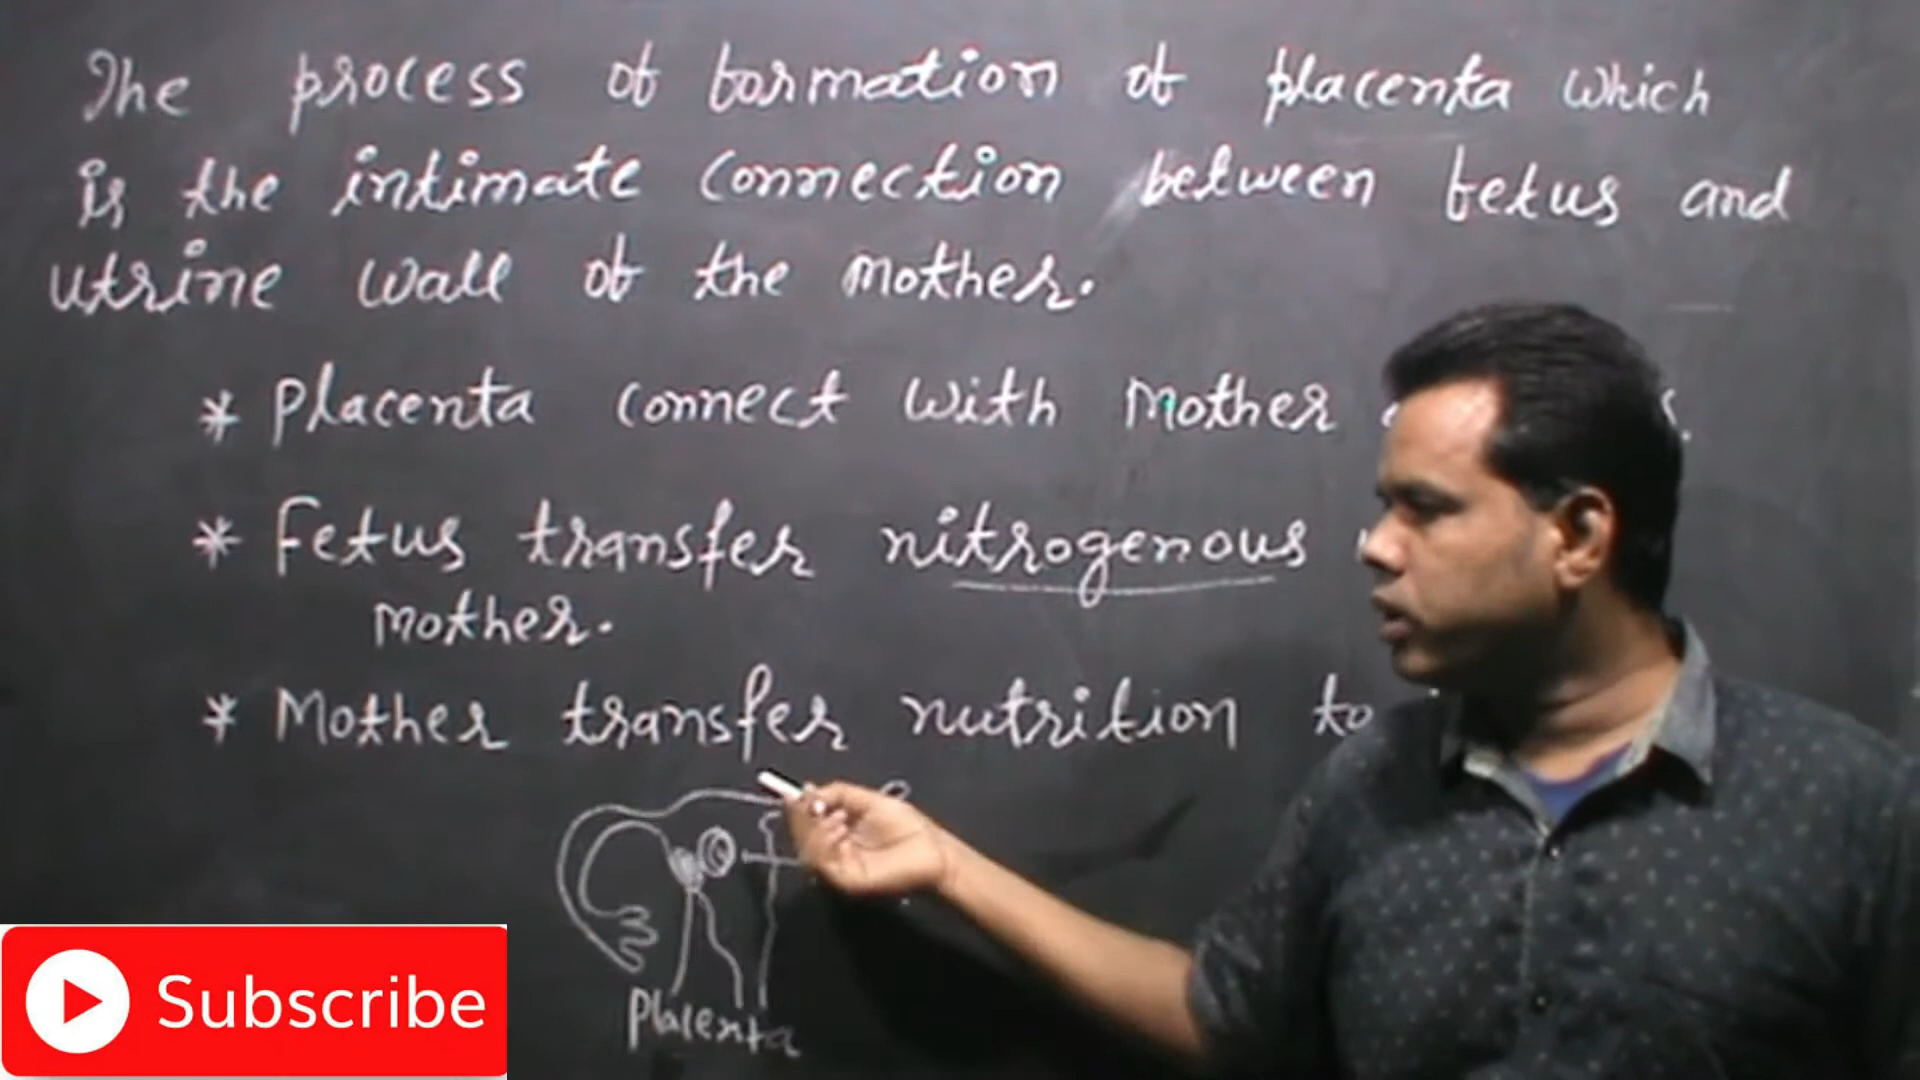 The process of formation of placenta which
is the intimate connection between fetus and
utrine wall of the mother.
* Placenta connect with mother
* Fetus transfer nitrogenous
mother.
* Mother transfer nutrition to
Placenta
Subscribe